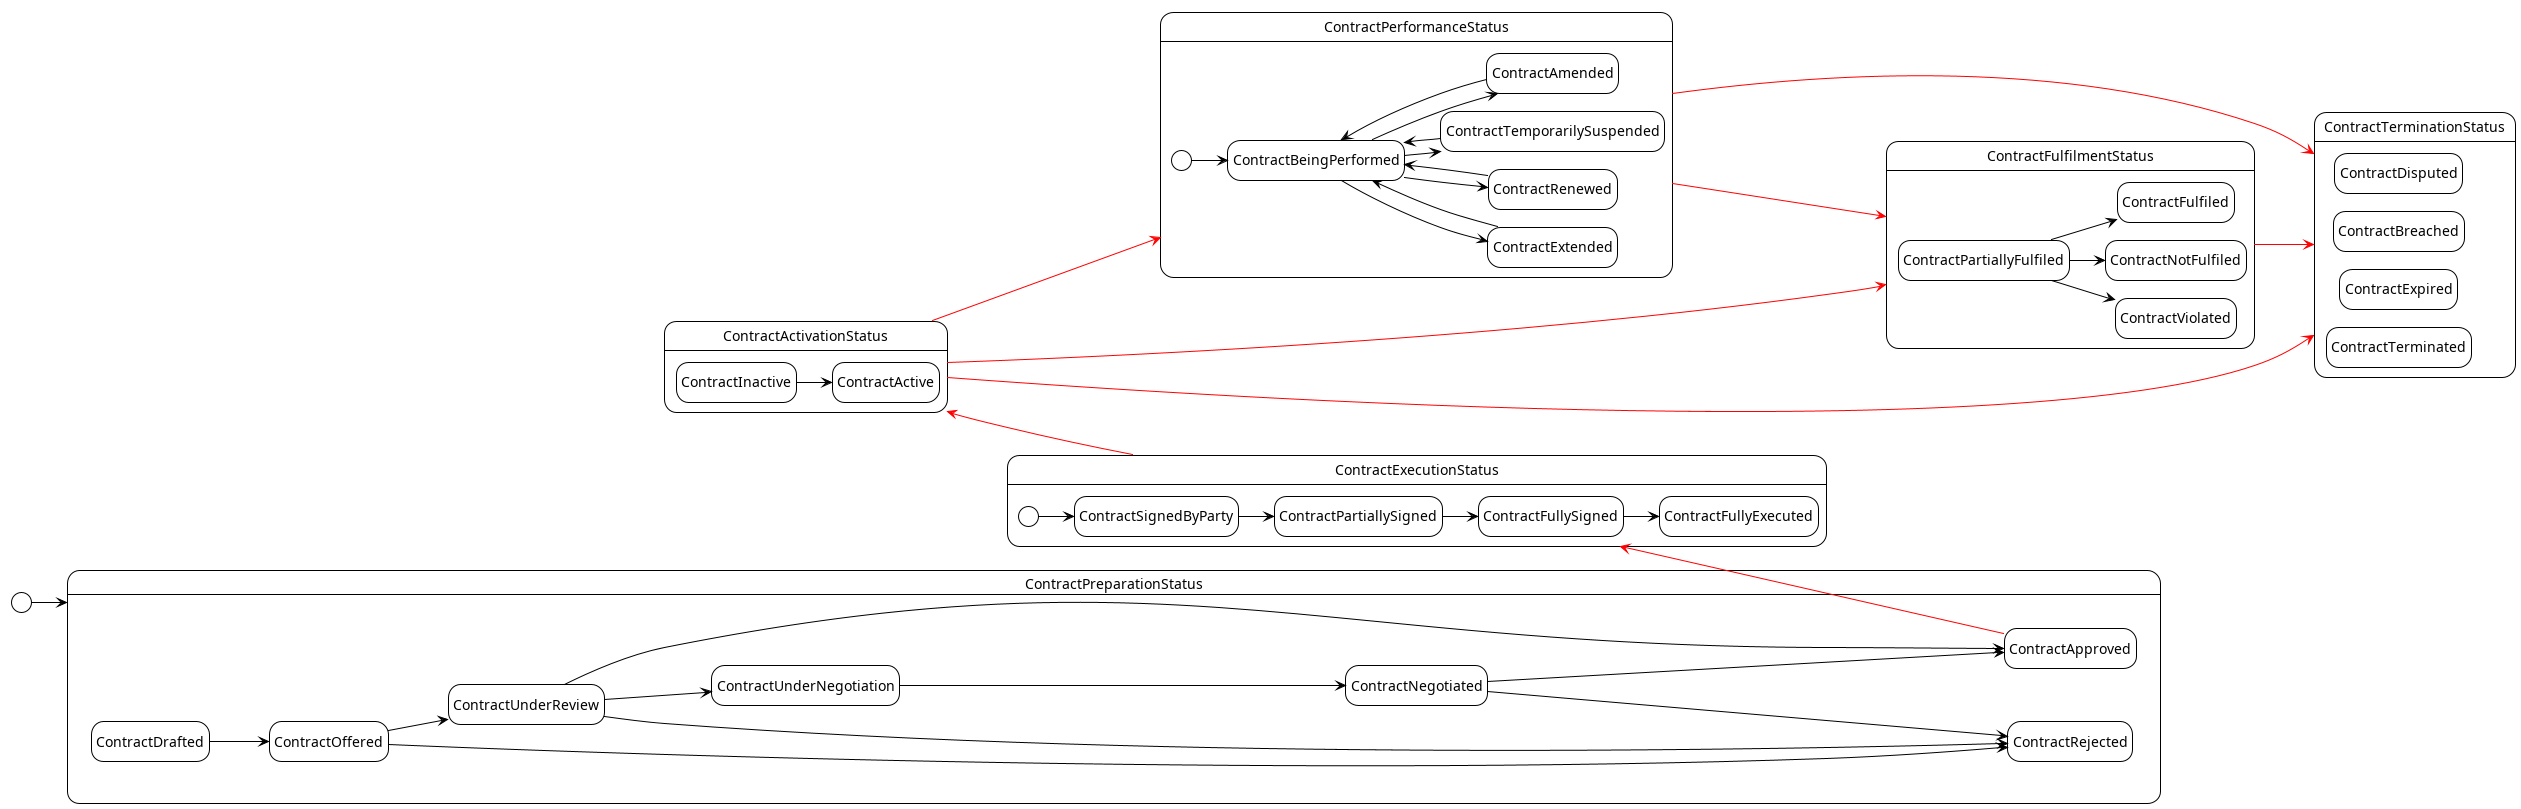 ContractPerformanceStatus
ContractAmended
ContractTemporarilySuspended
ContractBeingPerformed
ContractRenewed
ContractExtended
ContractTerminationStatus
ContractDisputed
ContractBreached
ContractExpired
ContractTerminated
ContractFulfilmentStatus
ContractFulfiled
ContractPartiallyFulfiled
ContractNotFulfiled
ContractViolated
ContractActivationStatus
ContractInactive
ContractActive
ContractExecutionStatus
ContractSignedByParty
ContractPartiallySigned
ContractFullySigned
ContractFullyExecuted
ContractPreparationStatus
ContractApproved
ContractUnderNegotiation
ContractNegotiated
ContractUnderReview
ContractDrafted
ContractOffered
ContractRejected